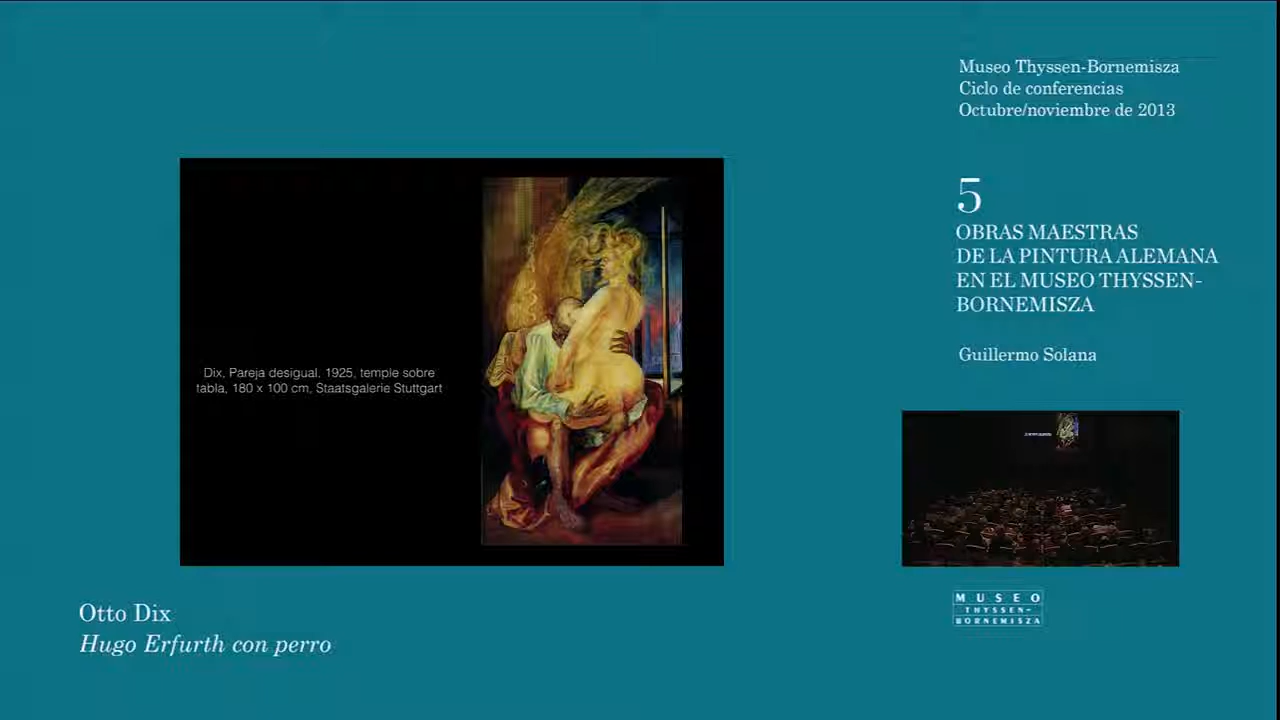 Museo Thyssen-Bornemisza
Ciclo de conferencias
Octubre/noviembre de 2013
5
OBRAS MAESTRAS
DE LA PINTURA ALEMANA
EN EL MUSEO THYSSEN-
BORNEMISZA
Guillermo Solana
Dix, Pareja desigual, 1925, temple sobre
tabla, 180 x 100 cm, Staatsgalerie Stuttgart
Otto Dix
Hugo Erfurth con perro
MUSEO
THYSSEN-
BORNEMISZA